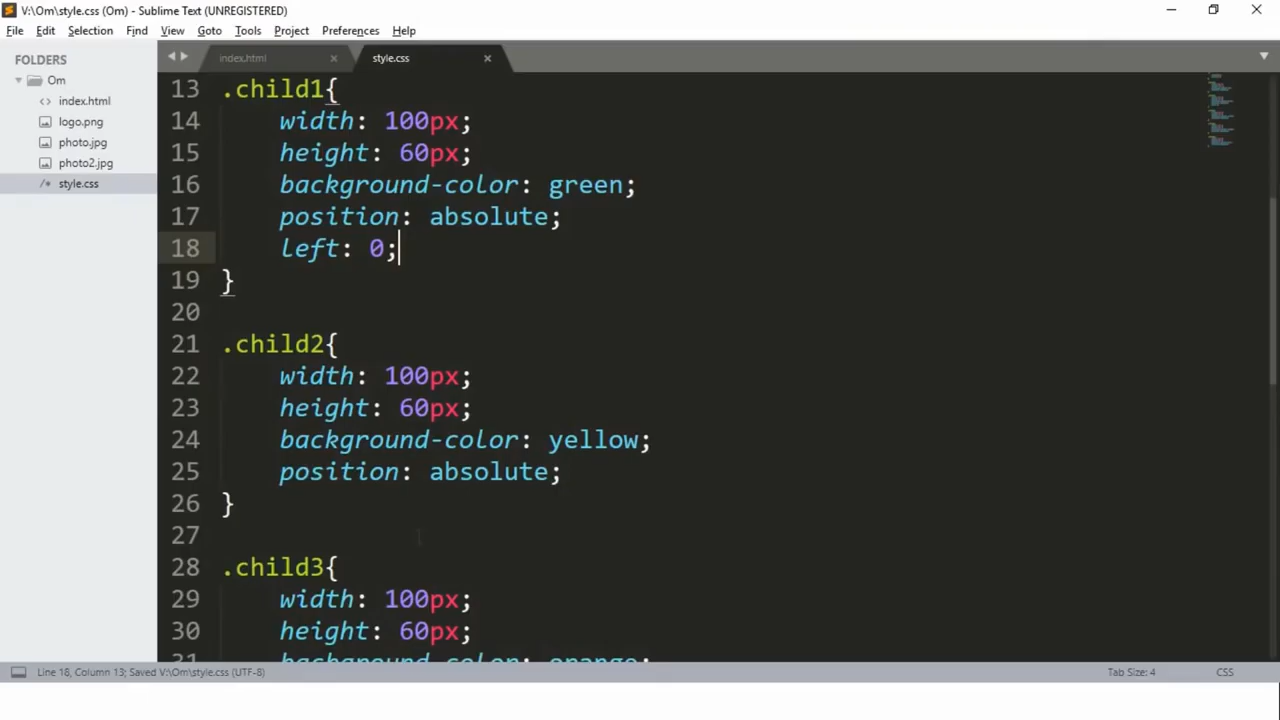 V:\Om\style.css (Om) - Sublime Text (UNREGISTERED)
File Edit Selection Find View Goto Tools Project Preferences Help
FOLDERS
Om
index.html
logo.png
photo.jpg
photo2.jpg
style.css
index.html style.css
13 .child1{
14 width: 100px;
15 height: 60px;
16 background-color: green;
17 position: absolute;
18 left: 0;
19 }
20
21 .child2{
22 width: 100px;
23 height: 60px;
24 background-color: yellow;
25 position: absolute;
26 }
27
28 .child3{
29 width: 100px;
30 height: 60px;
31 background-color: orange;
Line 18, Column 13; Saved V:\Om\style.css (UTF-8) Tab Size: 4 CSS